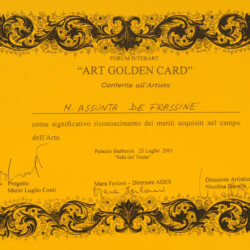 FORUM INTERART
"ART GOLDEN CARD"
Conferita all'Artista
M. ASSUNTA DE FRASSINE
come significativo riconoscimento dei meriti acquisiti nel campo
dell'Arte.
Palazzo Barberini 23 Luglio 2001
"Sala del Trono"
Progetto
Mario Luglio Conti
Mara Ferloni – Direttore AGES
Direzione Artistica
Nicolina Bianchi